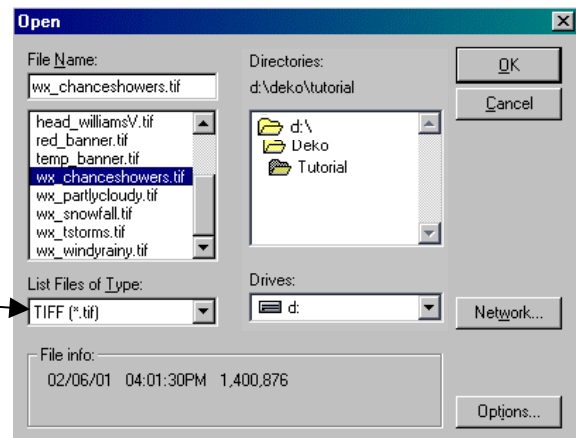 Open
File Name:
wx_chanceshowers.tif
head_williamsV.tif
red_banner.tif
temp_banner.tif
wx_chanceshowers.tif
wx_partlycloudy.tif
wx_snowfall.tif
wx_tstorms.tif
wx_windyrainy.tif
List Files of Type:
TIFF (*.tif)
Directories:
d:\deko\tutorial
d:\
Deko
Tutorial
Drives:
d:
OK
Cancel
Network...
File info:
02/06/01 04:01:30PM 1,400,876
Options...